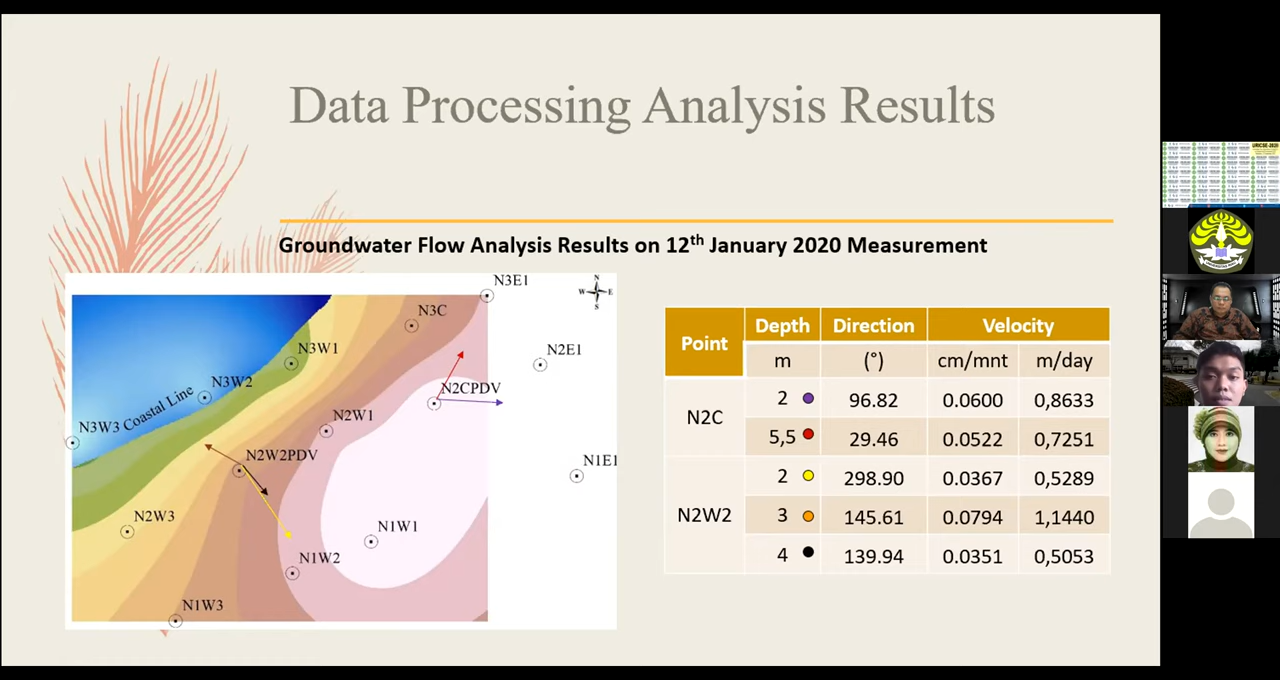 Data Processing Analysis Results
Groundwater Flow Analysis Results on 12th January 2020 Measurement
N
W E
S
N3E1
N3C
N2E1
N3W1
N3W2
N2CPDV
N3W3 Coastal Line
N2W1
N2W2PDV
N1E1
N2W3
N1W1
N1W2
N1W3
Point Depth Direction Velocity
m (°) cm/mnt m/day
N2C
2 96.82 0.0600 0,8633
5,5 29.46 0.0522 0,7251
N2W2
2 298.90 0.0367 0,5289
3 145.61 0.0794 1,1440
4 139.94 0.0351 0,5053
URICSE-2020